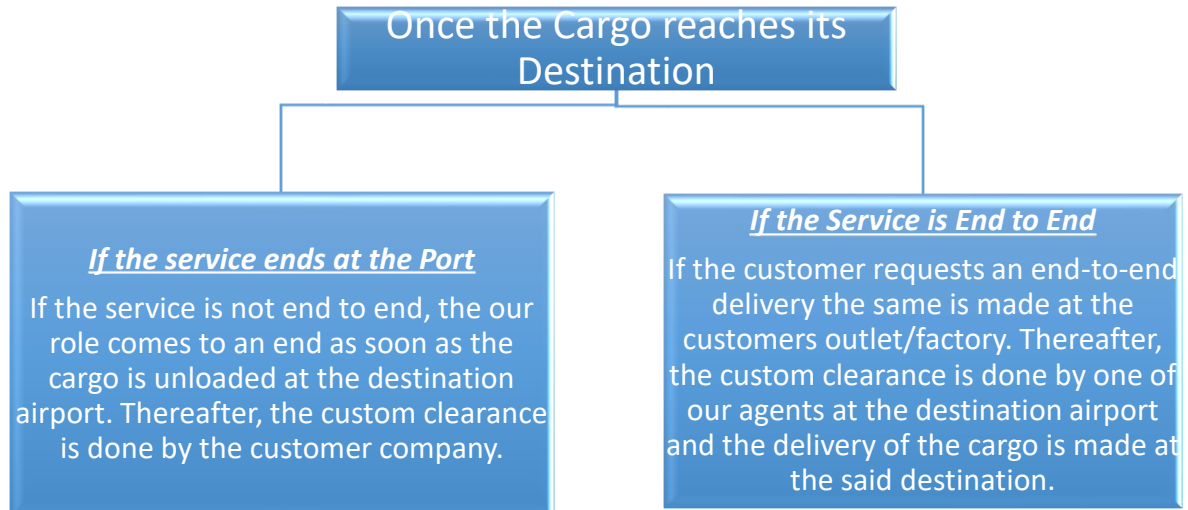 Once the Cargo reaches its
Destination
If the service ends at the Port
If the service is not end to end, the our
role comes to an end as soon as the
cargo is unloaded at the destination
airport. Thereafter, the custom clearance
is done by the customer company.
If the Service is End to End
If the customer requests an end-to-end
delivery the same is made at the
customers outlet/factory. Thereafter,
the custom clearance is done by one of
our agents at the destination airport
and the delivery of the cargo is made at
the said destination.